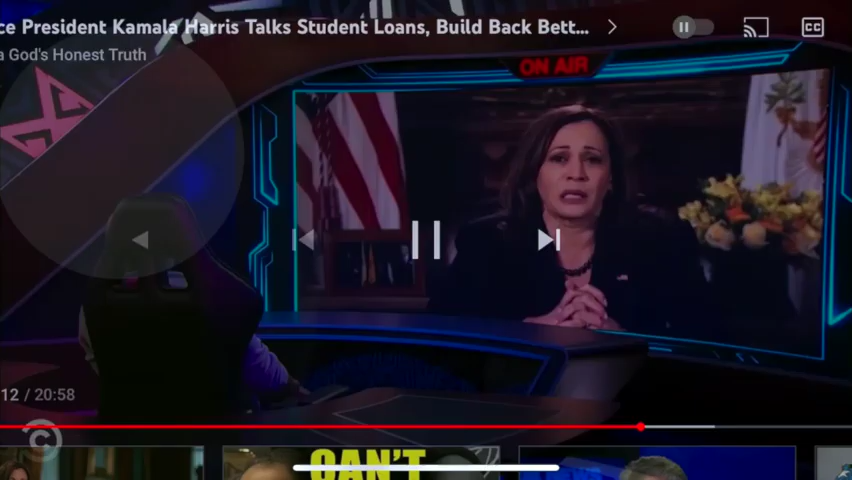 ce President Kamala Harris Talks Student Loans, Build Back Bett...
a God's Honest Truth
CC
ON AIR
12 / 20:58
CAN'T